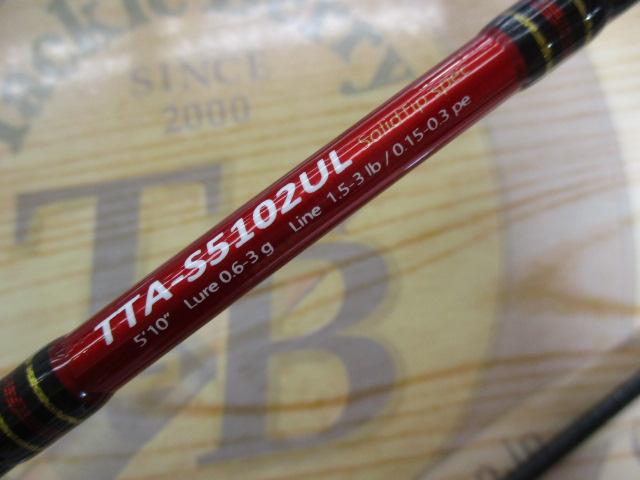 TTA-S5102UL Solid tip spec
5'10" Lure 0.6-3 g Line 1.5-3 lb / 0.15-0.3 pe
SINCE
2000
TB